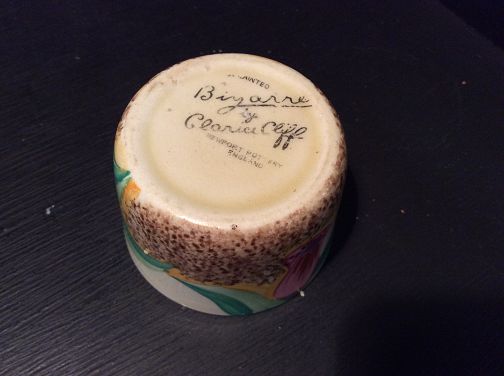 PAINTED
Bizarre
by
Clarice Cliff
NEWPORT POTTERY
ENGLAND